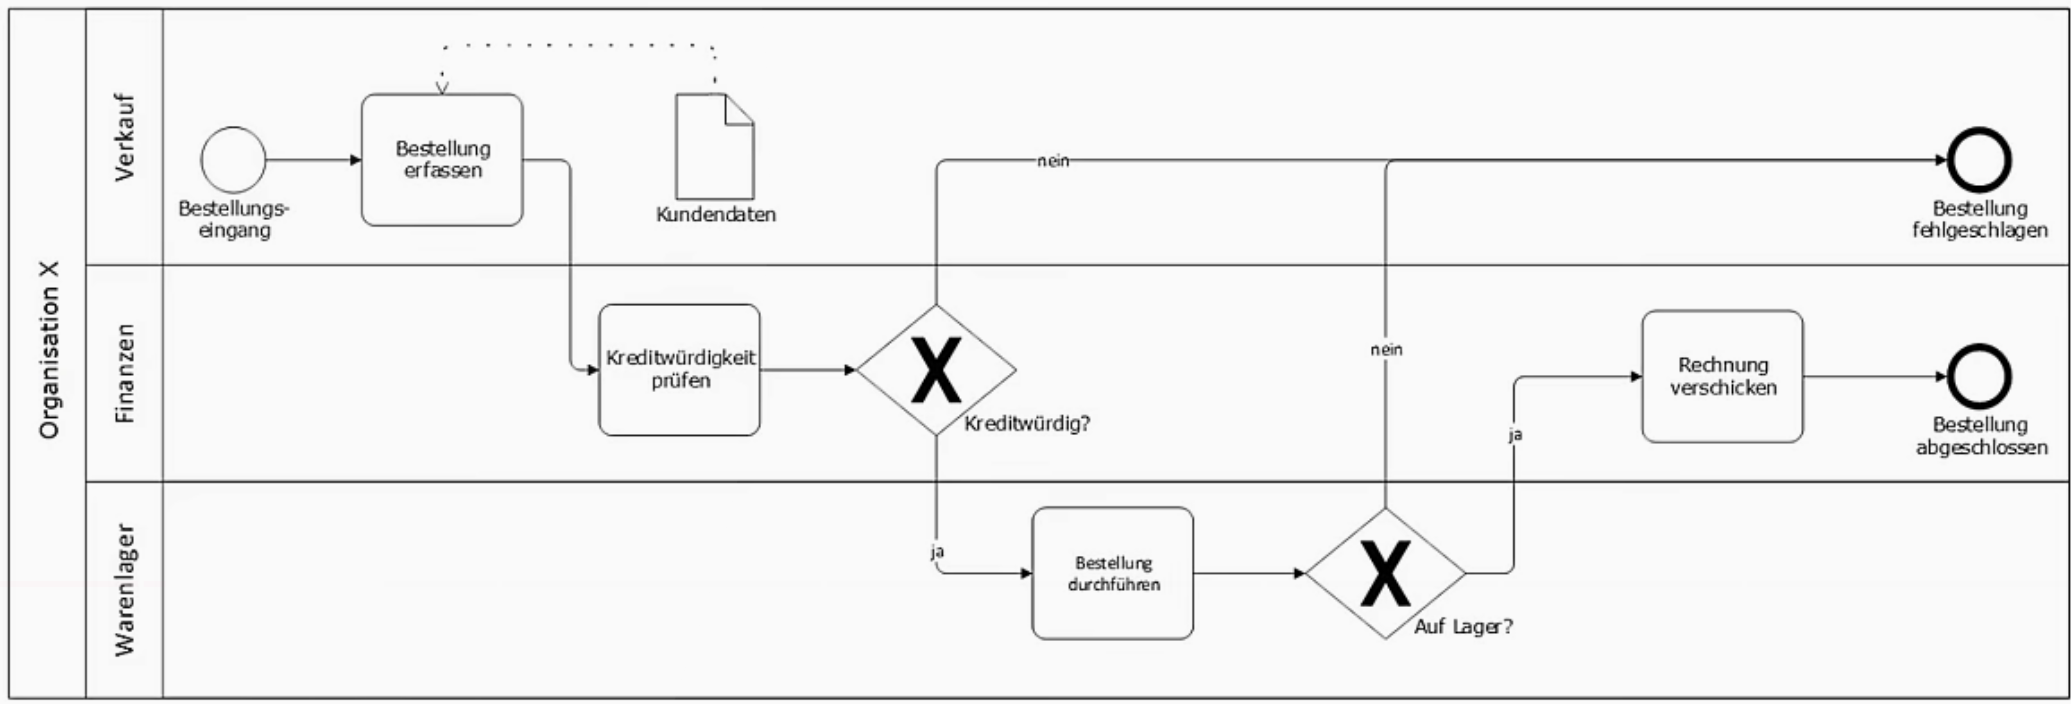 Organisation X
Verkauf
Bestellungs-
eingang
Bestellung
erfassen
Kundendaten
nein
Bestellung
fehlgeschlagen
Finanzen
Kreditwürdigkeit
prüfen
Kreditwürdig?
nein
ja
Rechnung
verschicken
Bestellung
abgeschlossen
Warenlager
ja
Bestellung
durchführen
X
X
Auf Lager?